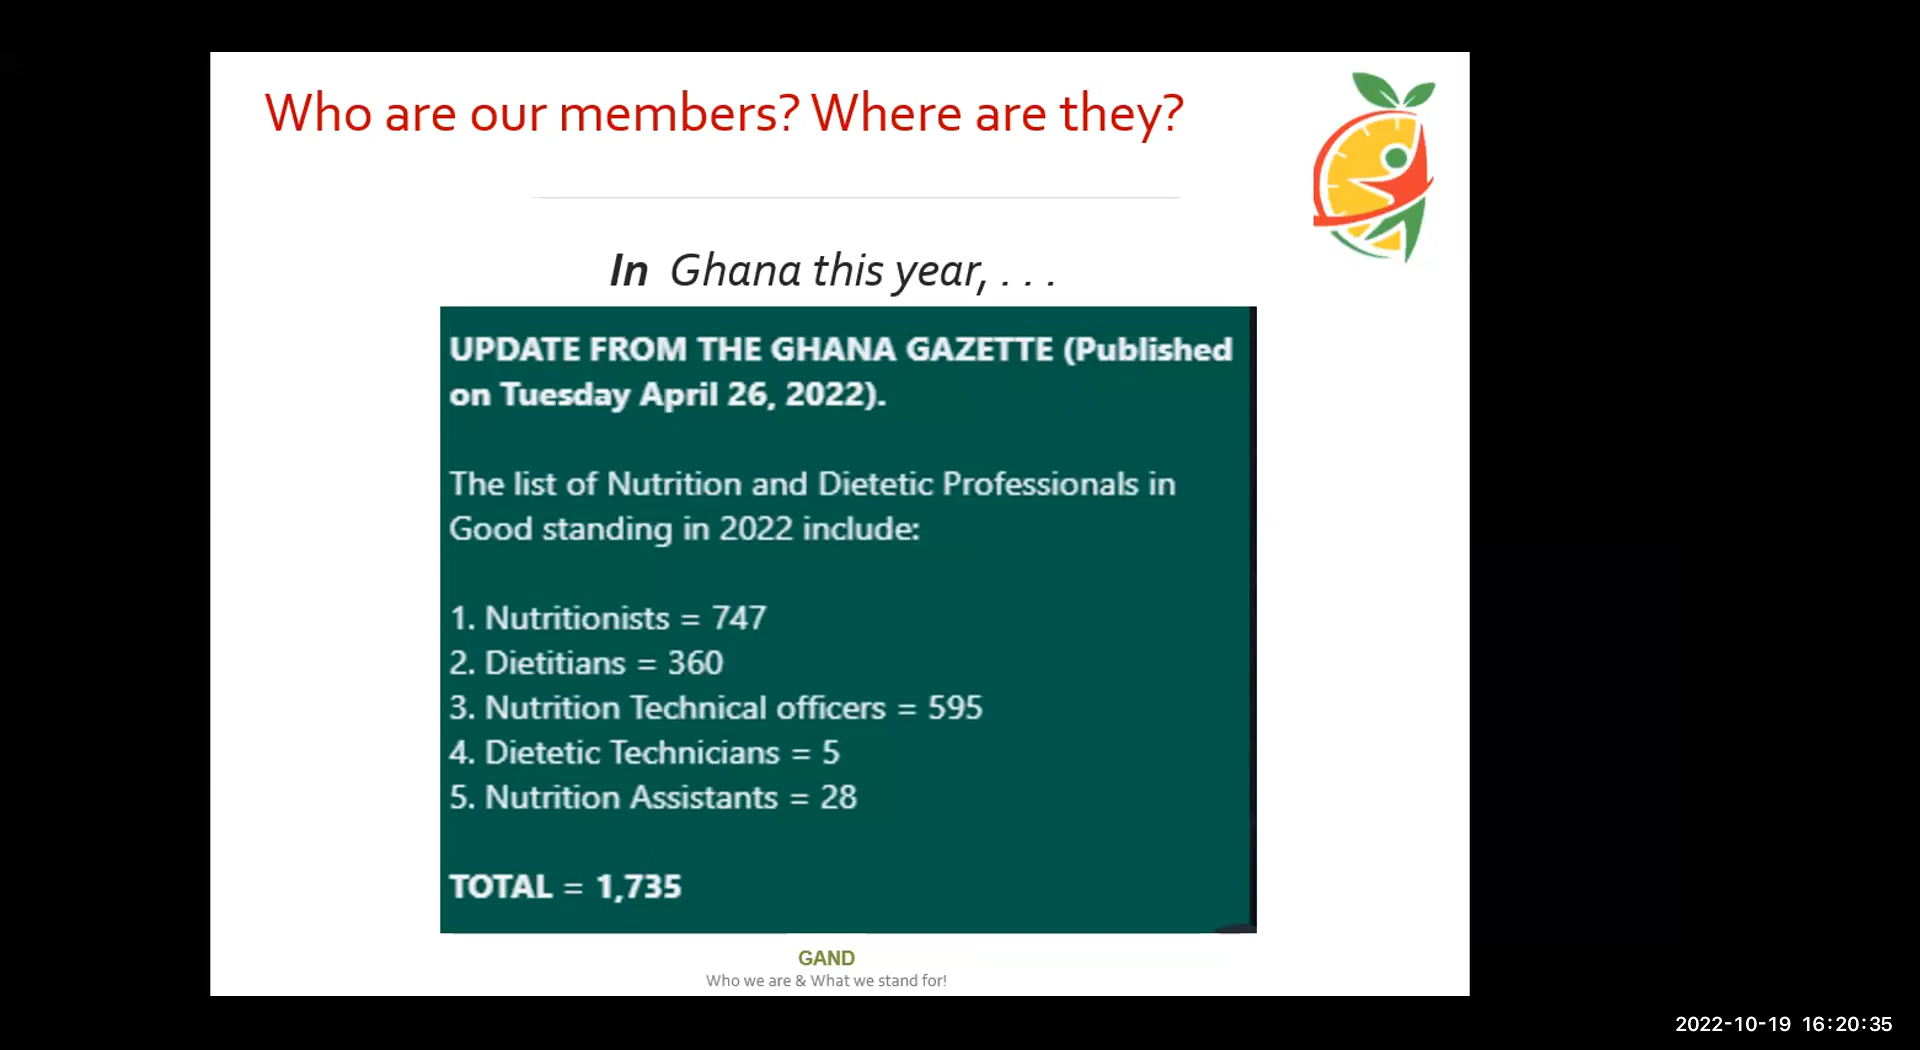 Who are our members? Where are they?
In Ghana this year, . . .
UPDATE FROM THE GHANA GAZETTE (Published
on Tuesday April 26, 2022).
The list of Nutrition and Dietetic Professionals in
Good standing in 2022 include:
1. Nutritionists = 747
2. Dietitians = 360
3. Nutrition Technical officers = 595
4. Dietetic Technicians = 5
5. Nutrition Assistants = 28
TOTAL = 1,735
GAND
Who we are & What we stand for!
2022-10-19 16:20:35